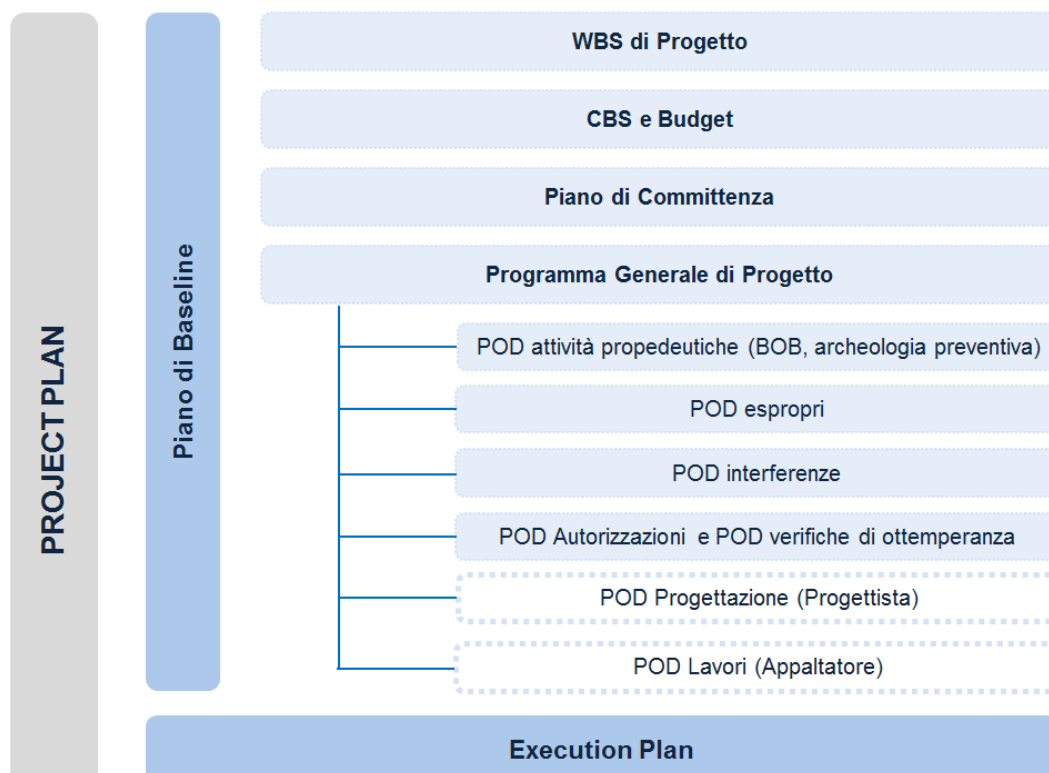 PROJECT PLAN
Piano di Baseline
WBS di Progetto
CBS e Budget
Piano di Committenza
Programma Generale di Progetto
POD attività propedeutiche (BOB, archeologia preventiva)
POD espropri
POD interferenze
POD Autorizzazioni e POD verifiche di ottemperanza
POD Progettazione (Progettista)
POD Lavori (Appaltatore)
Execution Plan